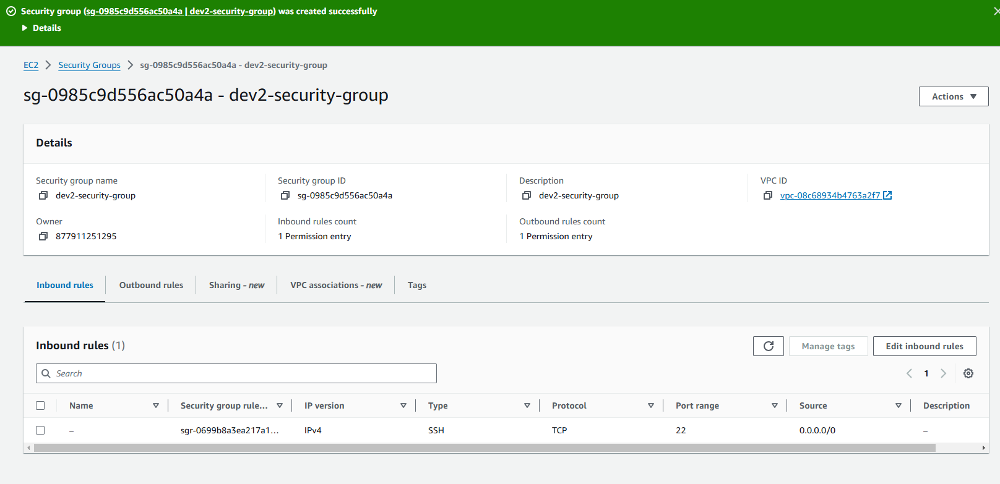 Security group (sg-0985c9d556ac50a4a | dev2-security-group) was created successfully
Details
EC2 Security Groups sg-0985c9d556ac50a4a - dev2-security-group
sg-0985c9d556ac50a4a - dev2-security-group
Actions
Details
Security group name Security group ID Description VPC ID
dev2-security-group sg-0985c9d556ac50a4a dev2-security-group vpc-08c68934b4763a2f7
Owner Inbound rules count Outbound rules count
877911251295 1 Permission entry 1 Permission entry
Inbound rules Outbound rules Sharing - new VPC associations - new Tags
Inbound rules (1) Manage tags Edit inbound rules
Search 1
Name Security group rule... IP version Type Protocol Port range Source Description
– sgr-0699b8a3ea217a1... IPv4 SSH TCP 22 0.0.0.0/0 –